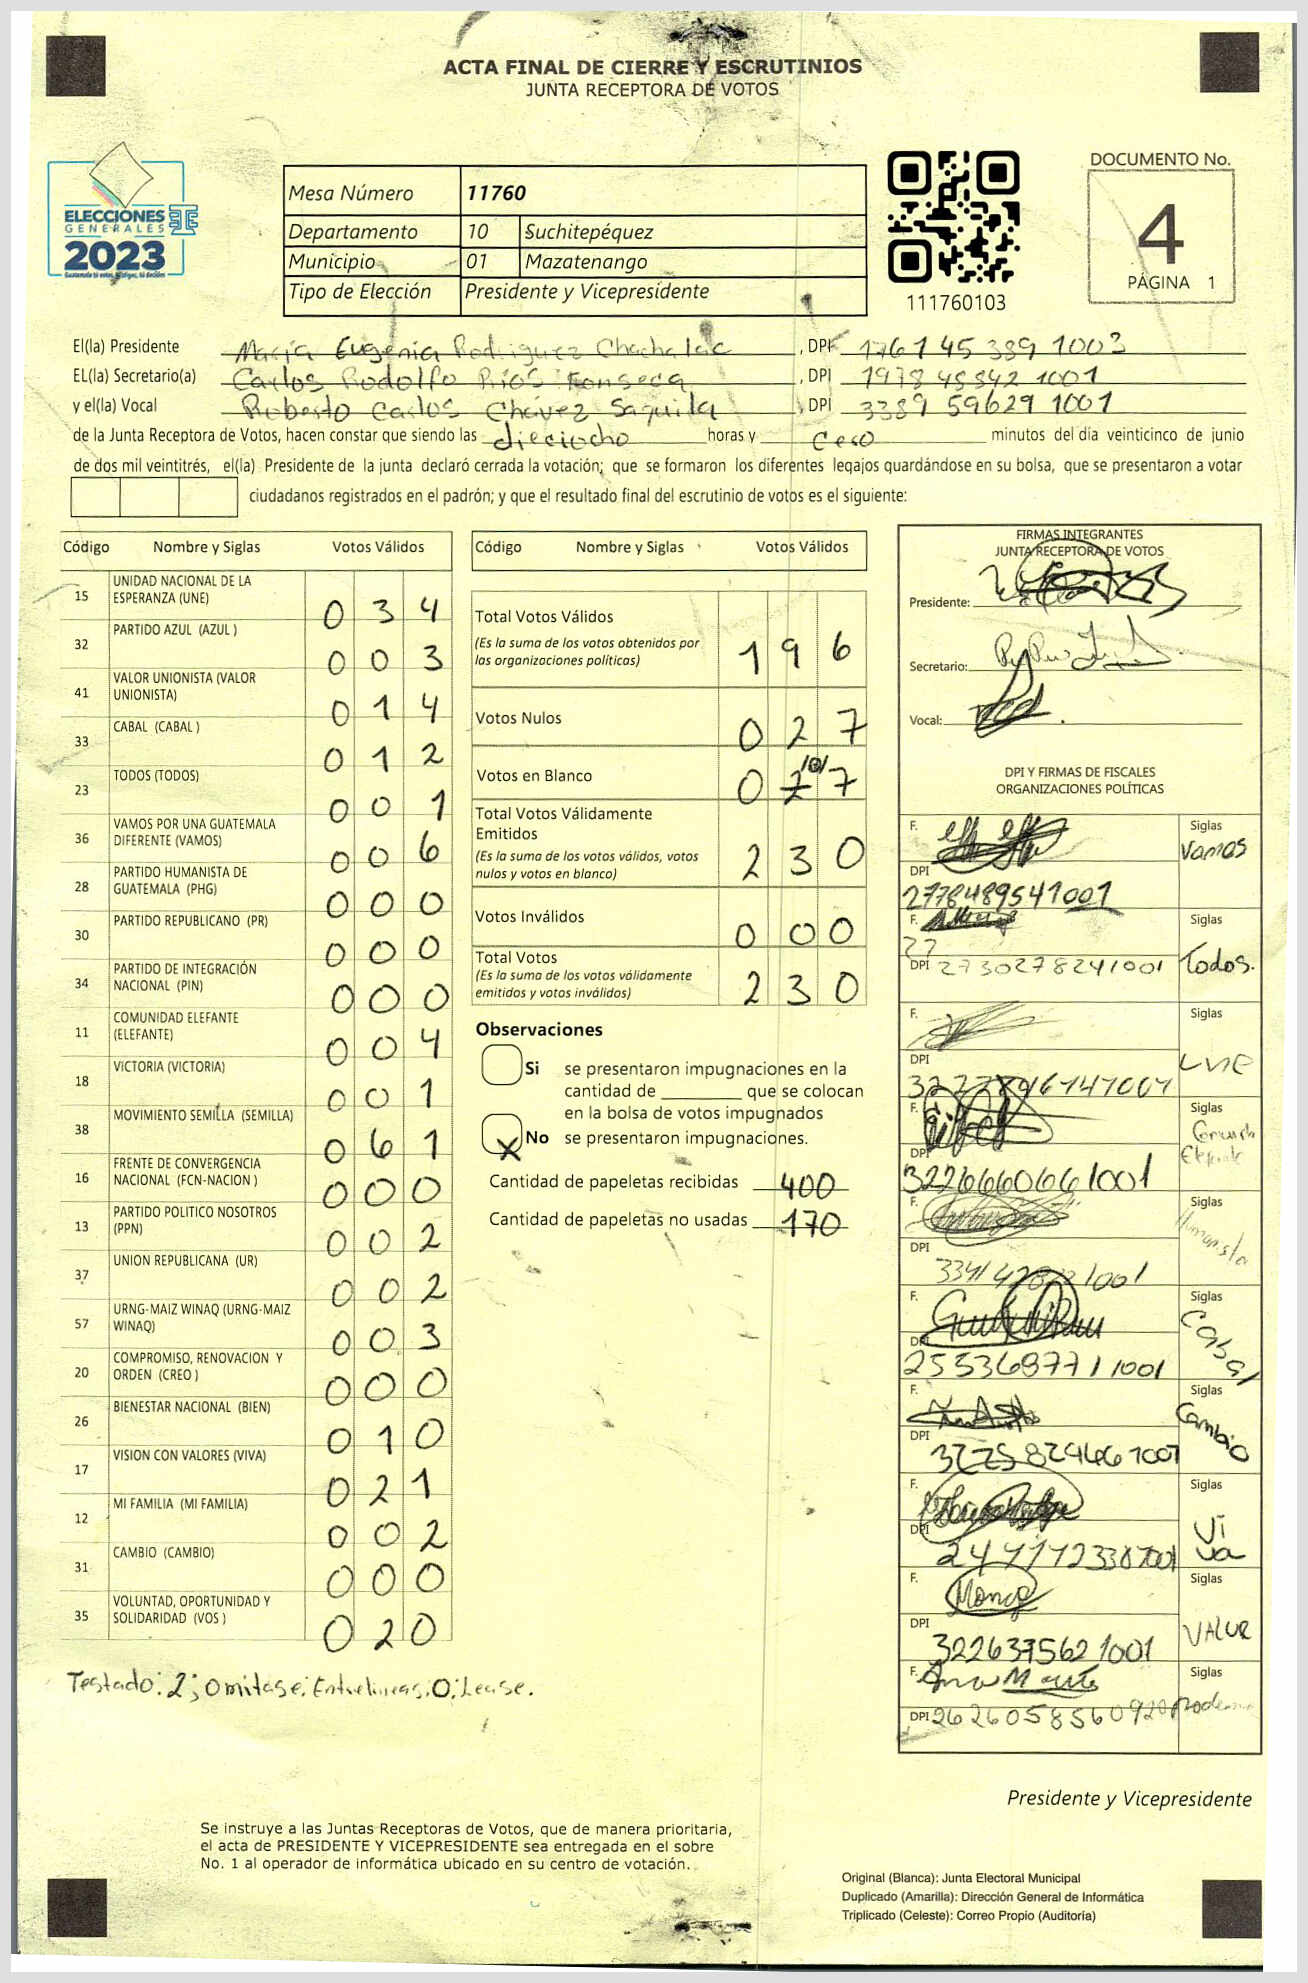 ACTA FINAL DE CIERRE Y ESCRUTINIOS
JUNTA RECEPTORA DE VOTOS
ELECCIONES
GENERALES
2023
Mesa Número 11760
Departamento 10 Suchitepéquez
Municipio 01 Mazatenango
Tipo de Elección Presidente y Vicepresidente
111760103
DOCUMENTO No.
4
PÁGINA 1
El(la) Presidente Maria Eugenia Rodriguez Chachalac, DPI 1761 45 389 1003
EL(la) Secretario(a) Carlos Rodolfo Rios Fonseca, DPI 1978 48842 1001
y el(la) Vocal Roberto Carlos Chávez Saquila, DPI 3389 59629 1001
de la Junta Receptora de Votos, hacen constar que siendo las dieciocho horas y cero minutos del día veinticinco de junio
de dos mil veintitrés, el(la) Presidente de la junta declaró cerrada la votación; que se formaron los diferentes legajos guardándose en su bolsa, que se presentaron a votar
ciudadanos registrados en el padrón; y que el resultado final del escrutinio de votos es el siguiente:
Código Nombre y Siglas Votos Válidos
15 UNIDAD NACIONAL DE LA ESPERANZA (UNE) 0 3 4
32 PARTIDO AZUL (AZUL ) 0 0 3
41 VALOR UNIONISTA (VALOR UNIONISTA) 0 1 4
33 CABAL (CABAL ) 0 1 2
23 TODOS (TODOS) 0 0 1
36 VAMOS POR UNA GUATEMALA DIFERENTE (VAMOS) 0 0 6
28 PARTIDO HUMANISTA DE GUATEMALA (PHG) 0 0 0
30 PARTIDO REPUBLICANO (PR) 0 0 0
34 PARTIDO DE INTEGRACIÓN NACIONAL (PIN) 0 0 0
11 COMUNIDAD ELEFANTE (ELEFANTE) 0 0 4
18 VICTORIA (VICTORIA) 0 0 1
38 MOVIMIENTO SEMILLA (SEMILLA) 0 6 1
16 FRENTE DE CONVERGENCIA NACIONAL (FCN-NACION ) 0 0 0
13 PARTIDO POLITICO NOSOTROS (PPN) 0 0 2
37 UNION REPUBLICANA (UR) 0 0 2
57 URNG-MAIZ WINAQ (URNG-MAIZ WINAQ) 0 0 3
20 COMPROMISO, RENOVACION Y ORDEN (CREO ) 0 0 0
26 BIENESTAR NACIONAL (BIEN) 0 1 0
17 VISION CON VALORES (VIVA) 0 2 1
12 MI FAMILIA (MI FAMILIA) 0 0 2
31 CAMBIO (CAMBIO) 0 0 0
35 VOLUNTAD, OPORTUNIDAD Y SOLIDARIDAD (VOS ) 0 2 0
Testado: 2; Omitase: Entrelineas: 0: Lease.
Código Nombre y Siglas Votos Válidos
Total Votos Válidos 1 9 6
(Es la suma de los votos obtenidos por
las organizaciones políticas)
Votos Nulos 0 2 7
Votos en Blanco 0 2 /0/ 7
Total Votos Válidamente
Emitidos 2 3 0
(Es la suma de los votos válidos, votos
nulos y votos en blanco)
Votos Inválidos 0 0 0
Total Votos 2 3 0
(Es la suma de los votos válidamente
emitidos y votos inválidos)
Observaciones
Si se presentaron impugnaciones en la
cantidad de ________ que se colocan
en la bolsa de votos impugnados
X No se presentaron impugnaciones.
Cantidad de papeletas recibidas 400
Cantidad de papeletas no usadas 170
FIRMAS INTEGRANTES
JUNTA RECEPTORA DE VOTOS
Presidente:
Secretario:
Vocal:
DPI Y FIRMAS DE FISCALES
ORGANIZACIONES POLÍTICAS
F. Siglas Vamos
DPI 2778489541001
F. Siglas Todos.
DPI 2730278241001
F. Siglas UNE
DPI
F. Siglas Comunidad Elefante
DPI 3226660661001
F. Siglas Humanista
DPI
F. Siglas Cabal
DPI 2553687711001
F. Siglas Cambio
DPI
F. Siglas Viva
DPI
F. Siglas VALOR
DPI 3226375621001
F. Siglas
DPI 262605856092
Presidente y Vicepresidente
Se instruye a las Juntas Receptoras de Votos, que de manera prioritaria,
el acta de PRESIDENTE Y VICEPRESIDENTE sea entregada en el sobre
No. 1 al operador de informática ubicado en su centro de votación.
Original (Blanca): Junta Electoral Municipal
Duplicado (Amarilla): Dirección General de Informática
Triplicado (Celeste): Correo Propio (Auditoría)